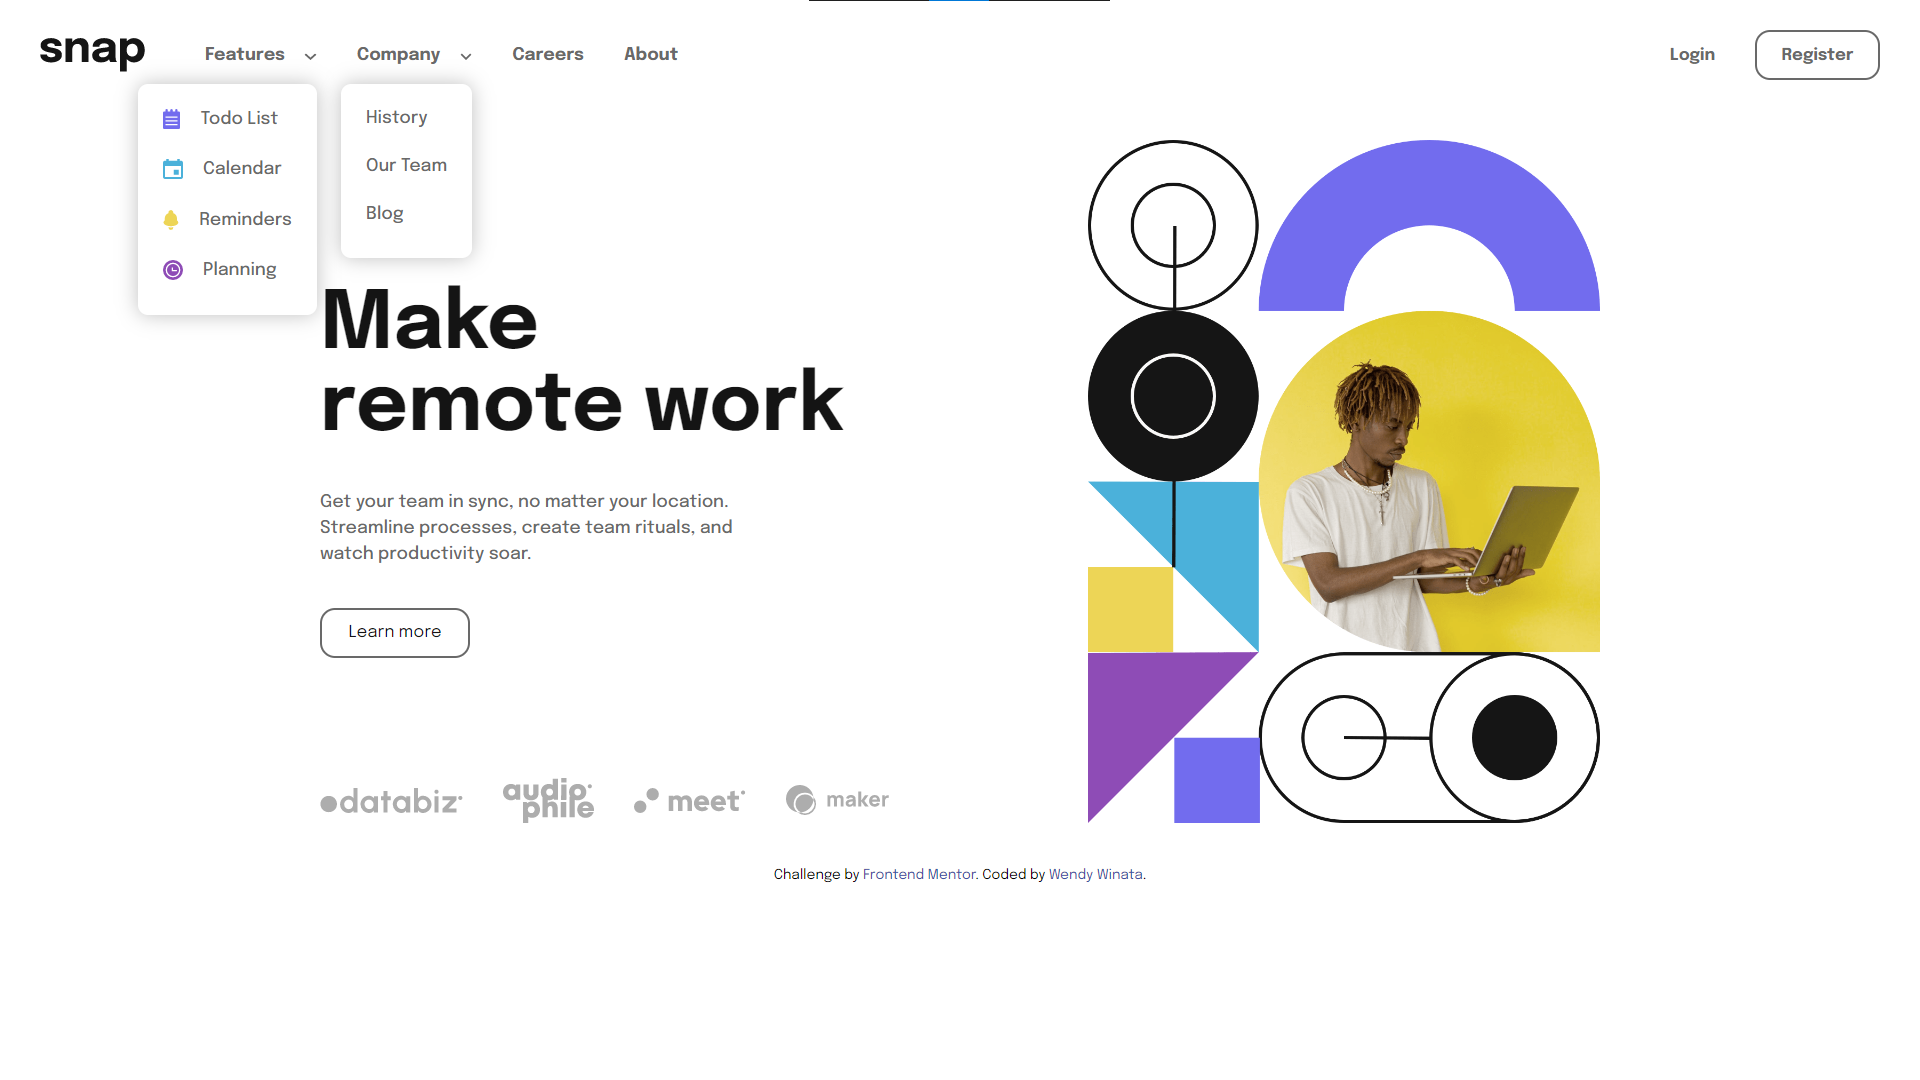 snap
Features
Company
Careers
About
Login
Register
Todo List
Calendar
Reminders
Planning
History
Our Team
Blog
Make
remote work
Get your team in sync, no matter your location.
Streamline processes, create team rituals, and
watch productivity soar.
Learn more
databiz
audiophile
meet
maker
Challenge by Frontend Mentor. Coded by Wendy Winata.